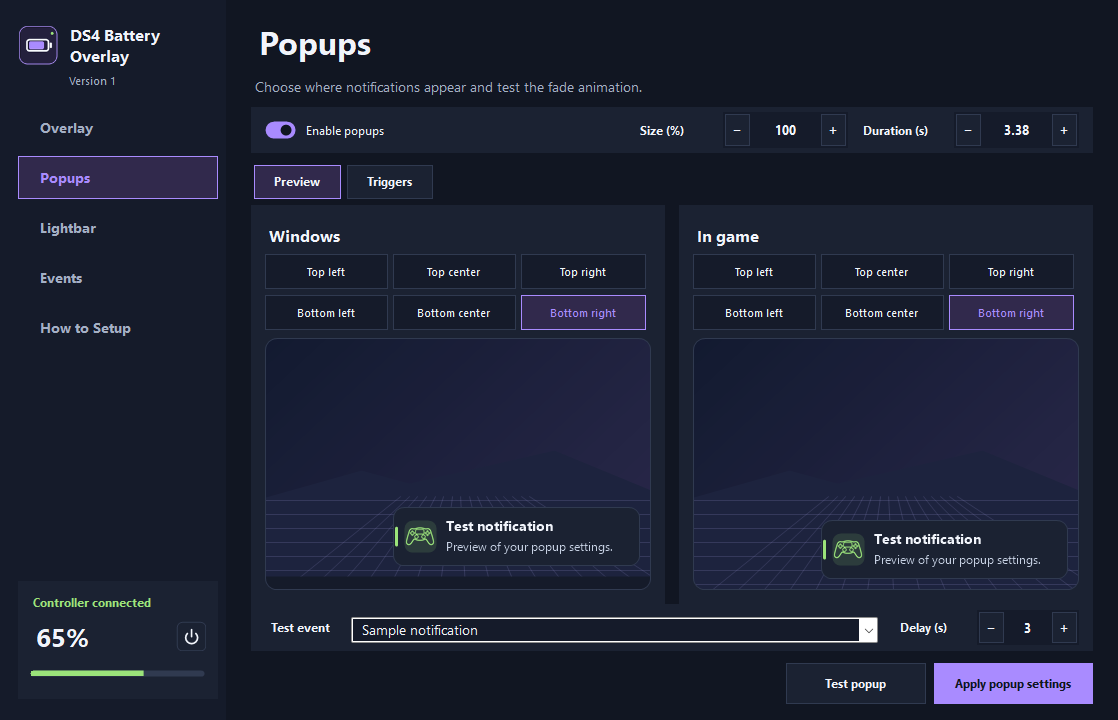 DS4 Battery
Overlay
Version 1
Overlay
Popups
Lightbar
Events
How to Setup
Controller connected
65%
Popups
Choose where notifications appear and test the fade animation.
Enable popups Size (%) − 100 + Duration (s) − 3.38 +
Preview Triggers
Windows
Top left Top center Top right
Bottom left Bottom center Bottom right
Test notification
Preview of your popup settings.
In game
Top left Top center Top right
Bottom left Bottom center Bottom right
Test notification
Preview of your popup settings.
Test event Sample notification Delay (s) − 3 +
Test popup Apply popup settings